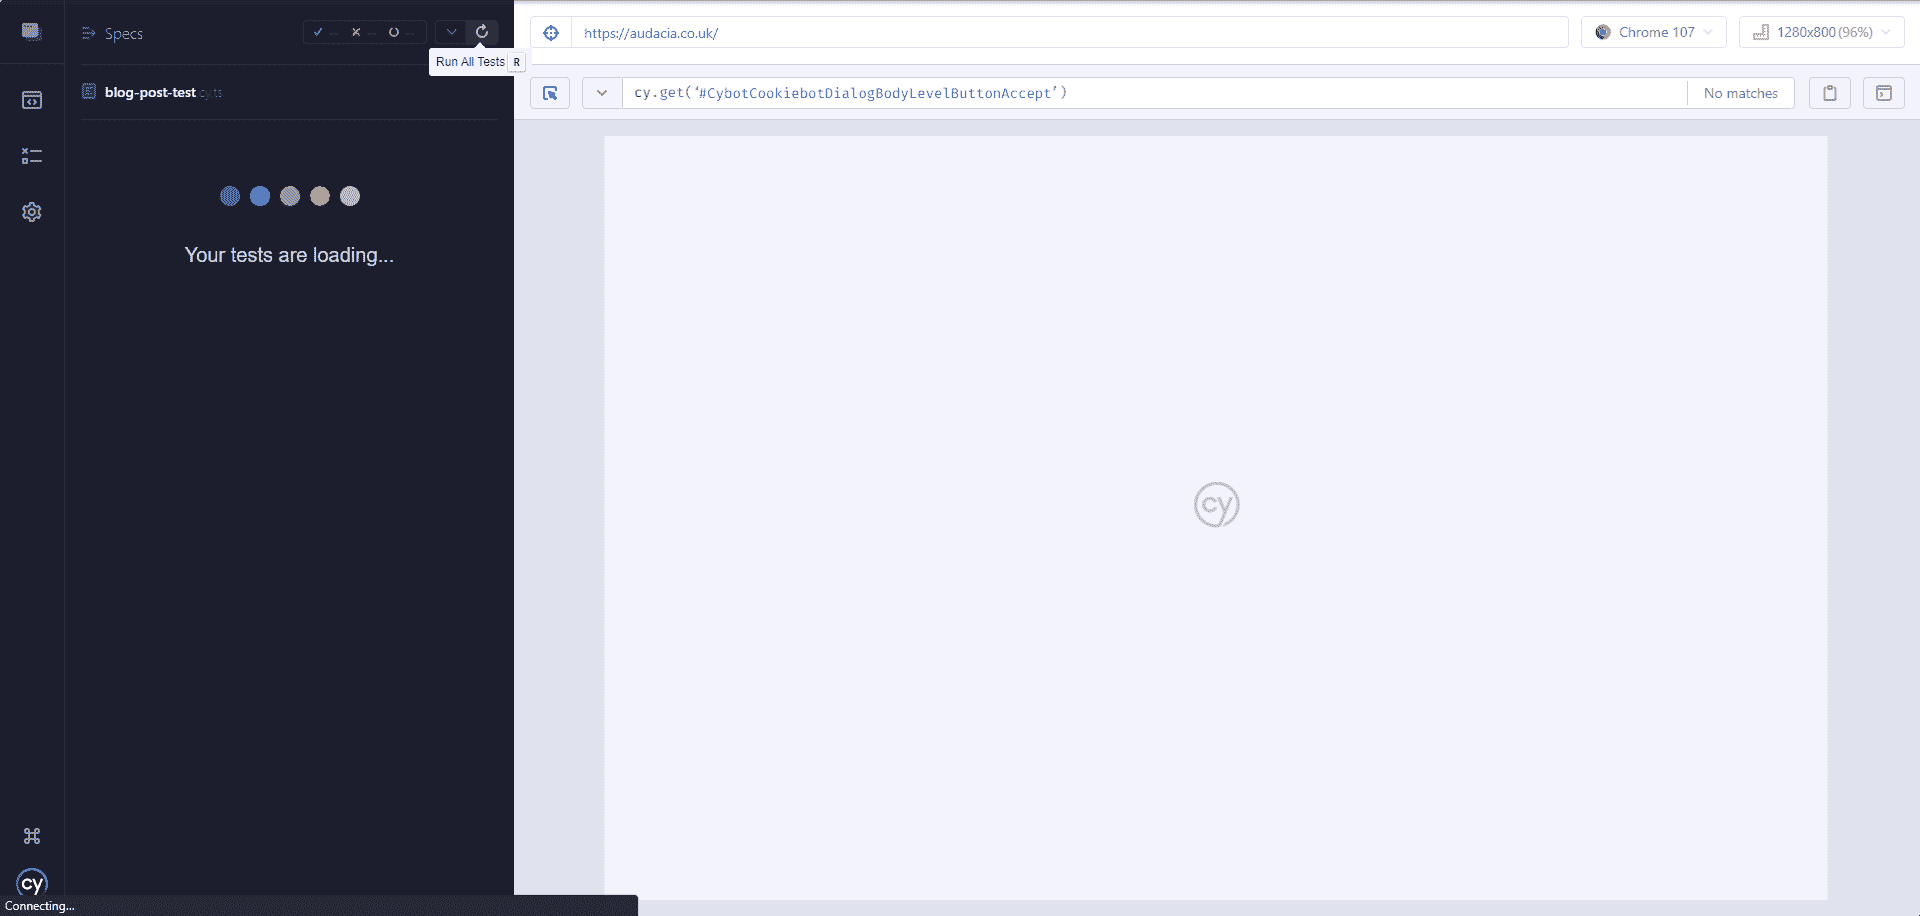 Specs
-- -- --
Run All Tests R
blog-post-test cy.ts
Your tests are loading...
cy
Connecting...
https://audacia.co.uk/
Chrome 107
1280x800 (96%)
cy.get('#CybotCookiebotDialogBodyLevelButtonAccept')
No matches
cy